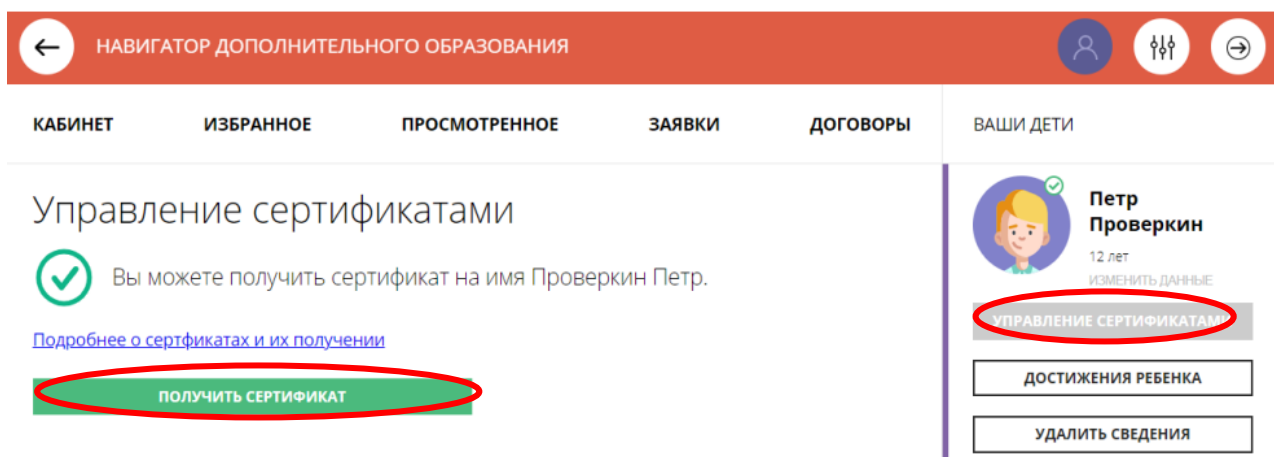 НАВИГАТОР ДОПОЛНИТЕЛЬНОГО ОБРАЗОВАНИЯ
КАБИНЕТ ИЗБРАННОЕ ПРОСМОТРЕННОЕ ЗАЯВКИ ДОГОВОРЫ ВАШИ ДЕТИ
Управление сертификатами
Вы можете получить сертификат на имя Проверкин Петр.
Подробнее о сертфикатах и их получении
ПОЛУЧИТЬ СЕРТИФИКАТ
Петр
Проверкин
12 лет
ИЗМЕНИТЬ ДАННЫЕ
УПРАВЛЕНИЕ СЕРТИФИКАТАМИ
ДОСТИЖЕНИЯ РЕБЕНКА
УДАЛИТЬ СВЕДЕНИЯ